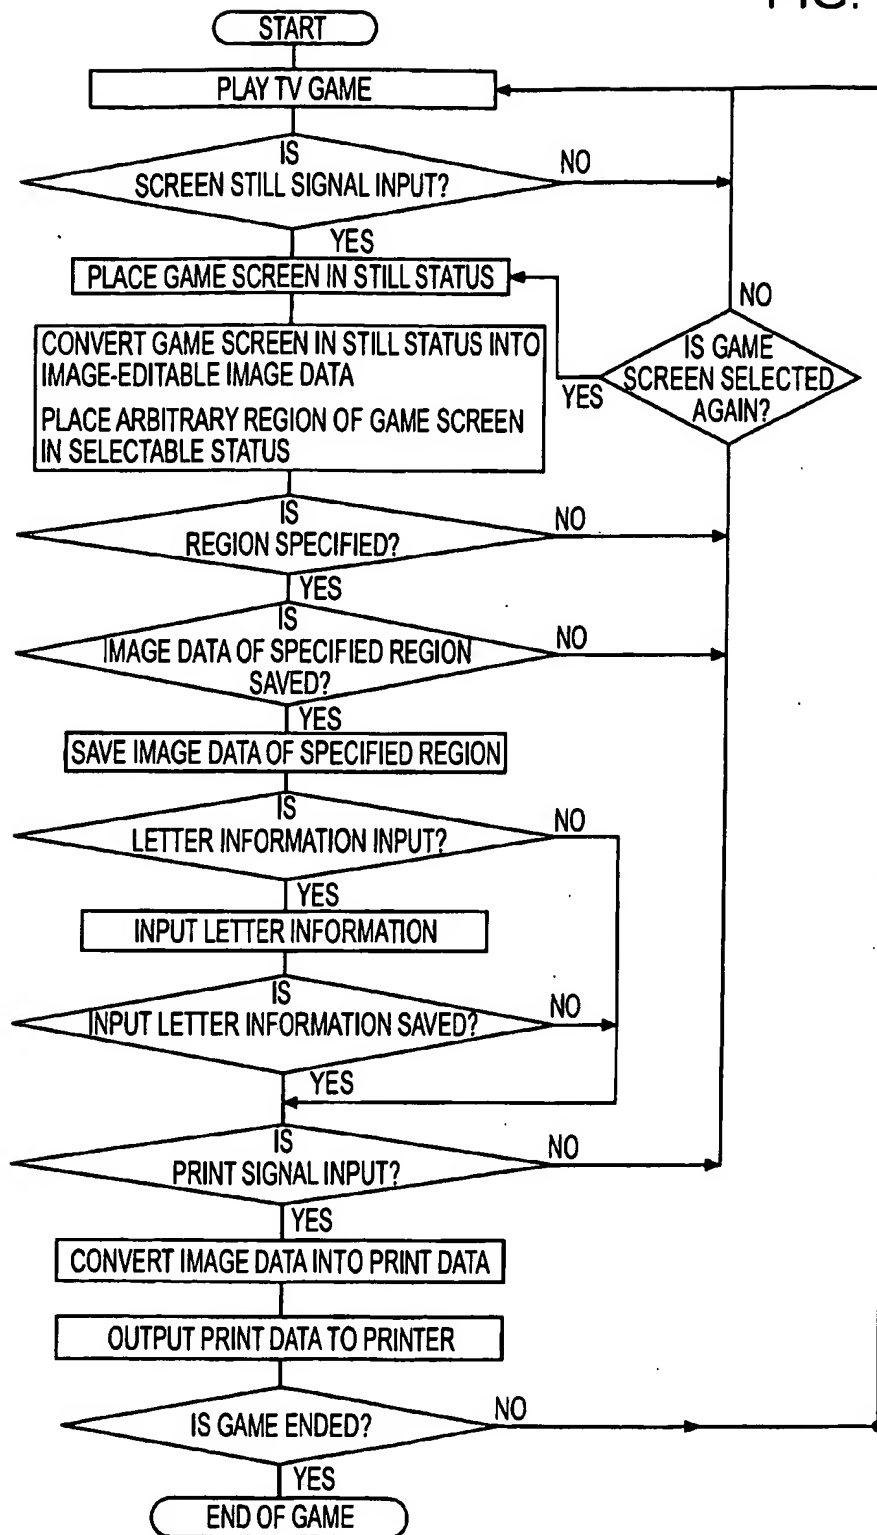 FIG.
START
PLAY TV GAME
IS
SCREEN STILL SIGNAL INPUT?
NO
YES
PLACE GAME SCREEN IN STILL STATUS
NO
CONVERT GAME SCREEN IN STILL STATUS INTO
IMAGE-EDITABLE IMAGE DATA
PLACE ARBITRARY REGION OF GAME SCREEN
IN SELECTABLE STATUS
IS GAME
SCREEN SELECTED
AGAIN?
YES
IS
REGION SPECIFIED?
NO
YES
IS
IMAGE DATA OF SPECIFIED REGION
SAVED?
NO
YES
SAVE IMAGE DATA OF SPECIFIED REGION
IS
LETTER INFORMATION INPUT?
NO
YES
INPUT LETTER INFORMATION
IS
INPUT LETTER INFORMATION SAVED?
NO
YES
IS
PRINT SIGNAL INPUT?
NO
YES
CONVERT IMAGE DATA INTO PRINT DATA
OUTPUT PRINT DATA TO PRINTER
IS GAME ENDED?
NO
YES
END OF GAME